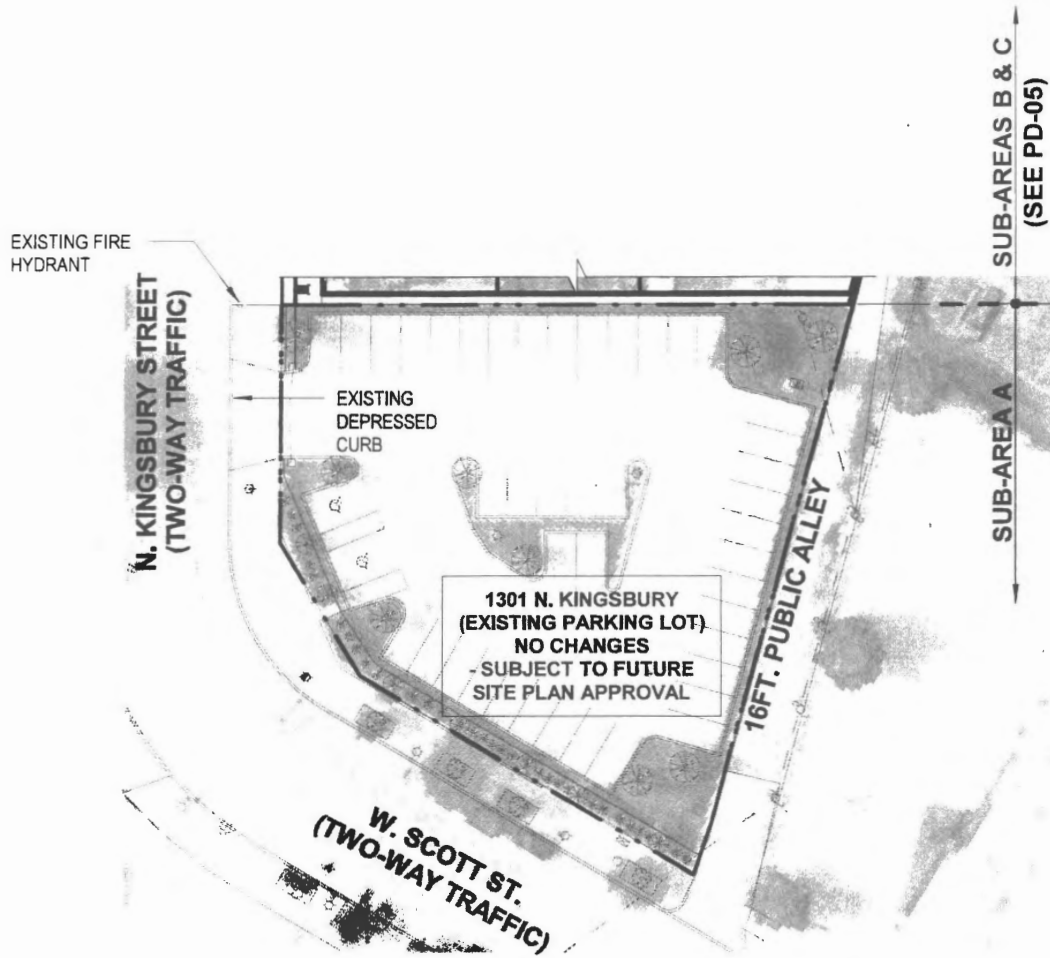 SUB-AREAS B & C
(SEE PD-05)
EXISTING FIRE
HYDRANT
N. KINGSBURY STREET
(TWO-WAY TRAFFIC)
EXISTING
DEPRESSED
CURB
SUB-AREA A
1301 N. KINGSBURY
(EXISTING PARKING LOT)
NO CHANGES
- SUBJECT TO FUTURE
SITE PLAN APPROVAL
16FT. PUBLIC ALLEY
W. SCOTT ST.
(TWO-WAY TRAFFIC)